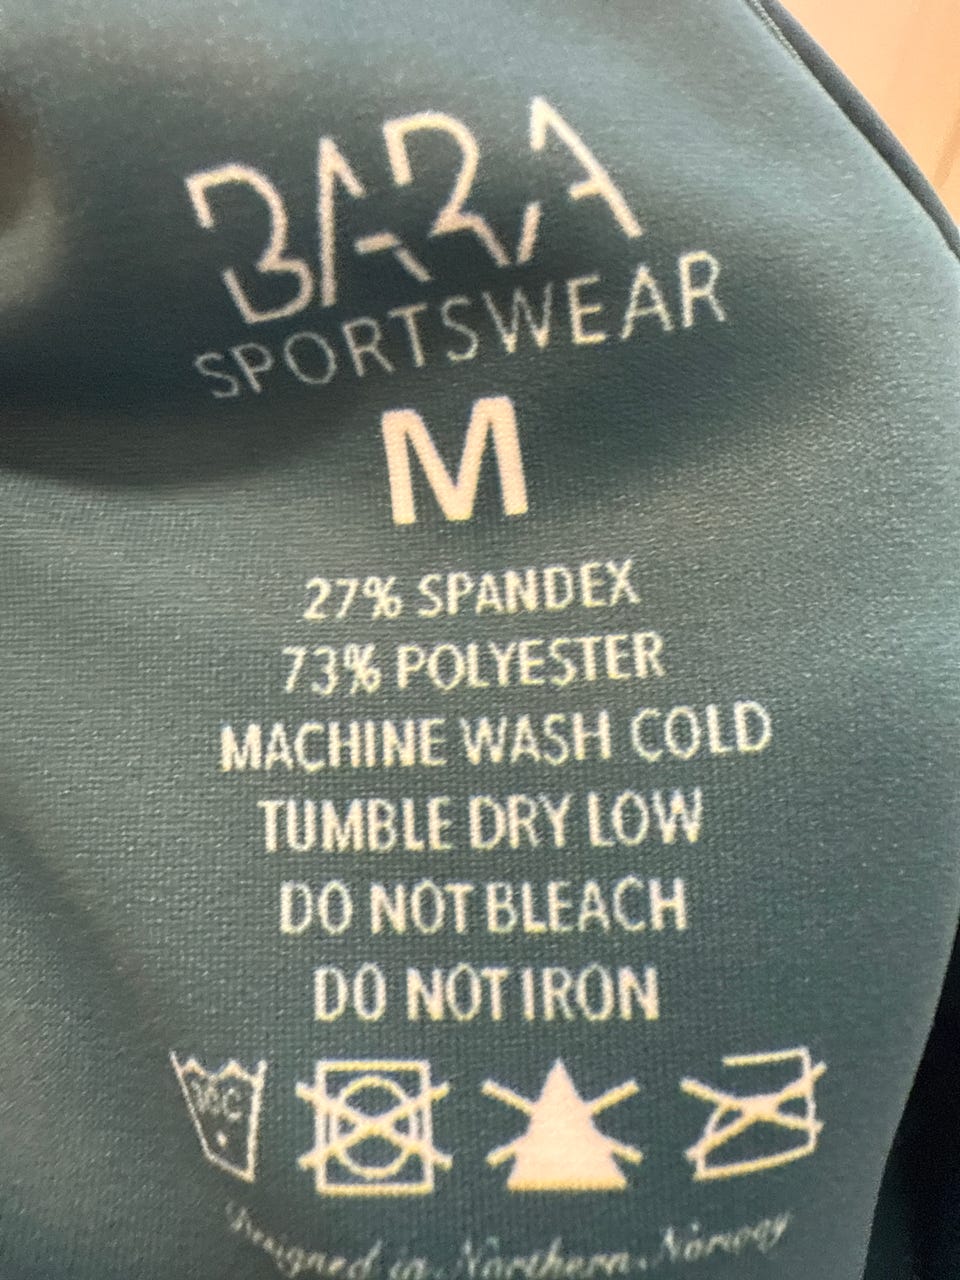 BARA
SPORTSWEAR
M
27% SPANDEX
73% POLYESTER
MACHINE WASH COLD
TUMBLE DRY LOW
DO NOT BLEACH
DO NOT IRON
Designed in Northern Norway